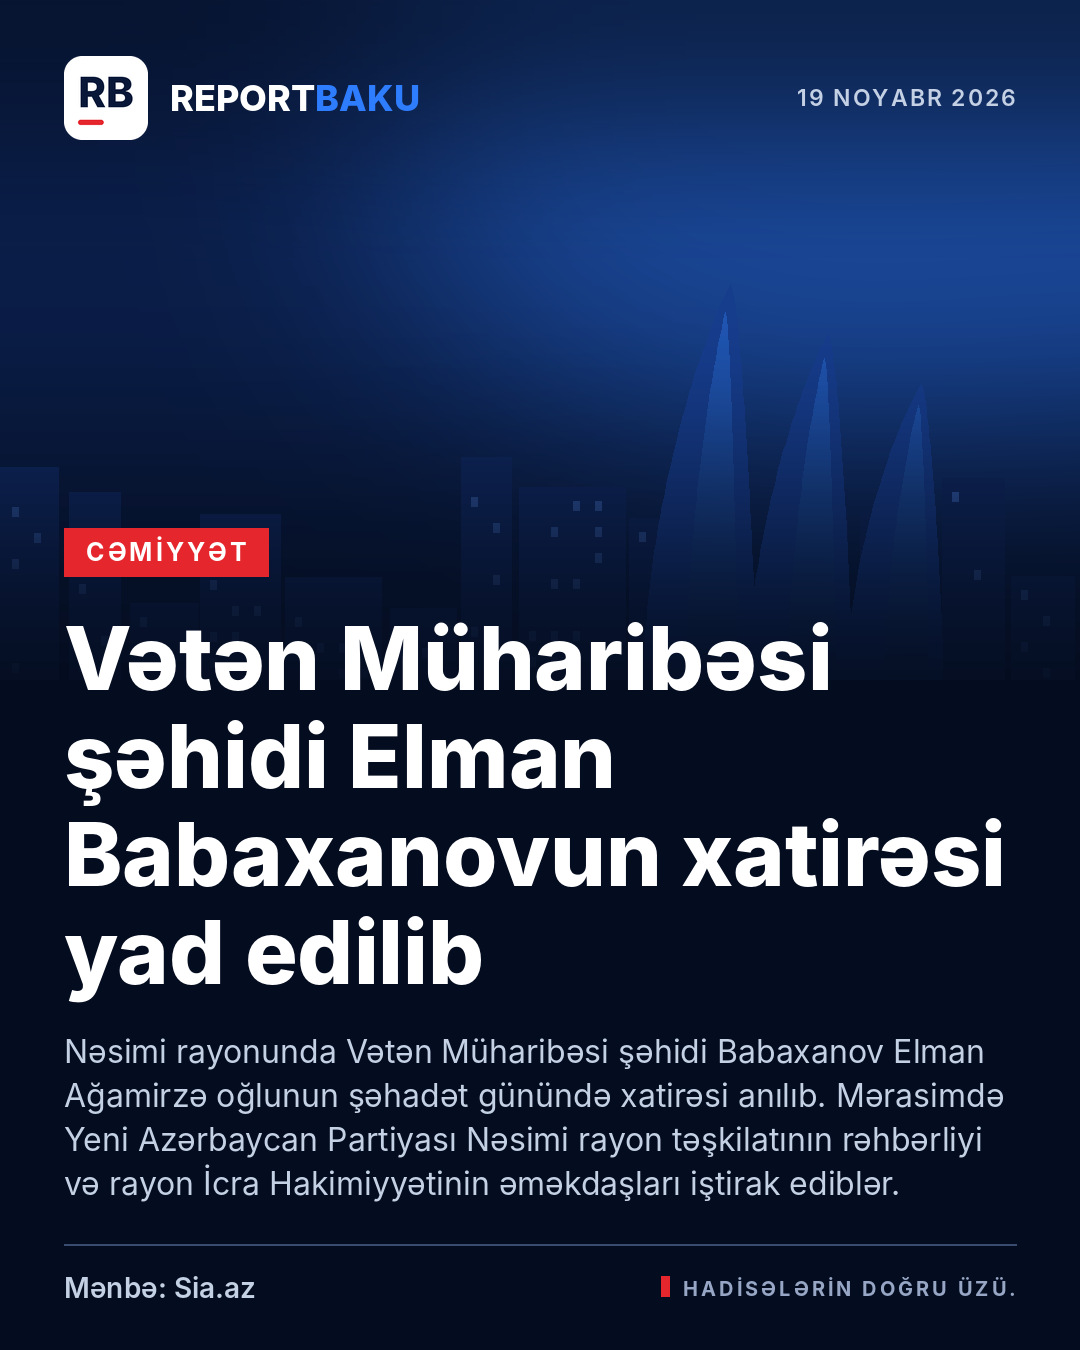 RB
REPORTBAKU
19 NOYABR 2026
CƏMİYYƏT
Vətən Müharibəsi
şəhidi Elman
Babaxanovun xatirəsi
yad edilib
Nəsimi rayonunda Vətən Müharibəsi şəhidi Babaxanov Elman
Ağamirzə oğlunun şəhadət günündə xatirəsi anılıb. Mərasimdə
Yeni Azərbaycan Partiyası Nəsimi rayon təşkilatının rəhbərliyi
və rayon İcra Hakimiyyətinin əməkdaşları iştirak ediblər.
Mənbə: Sia.az
HADİSƏLƏRİN DOĞRU ÜZÜ.